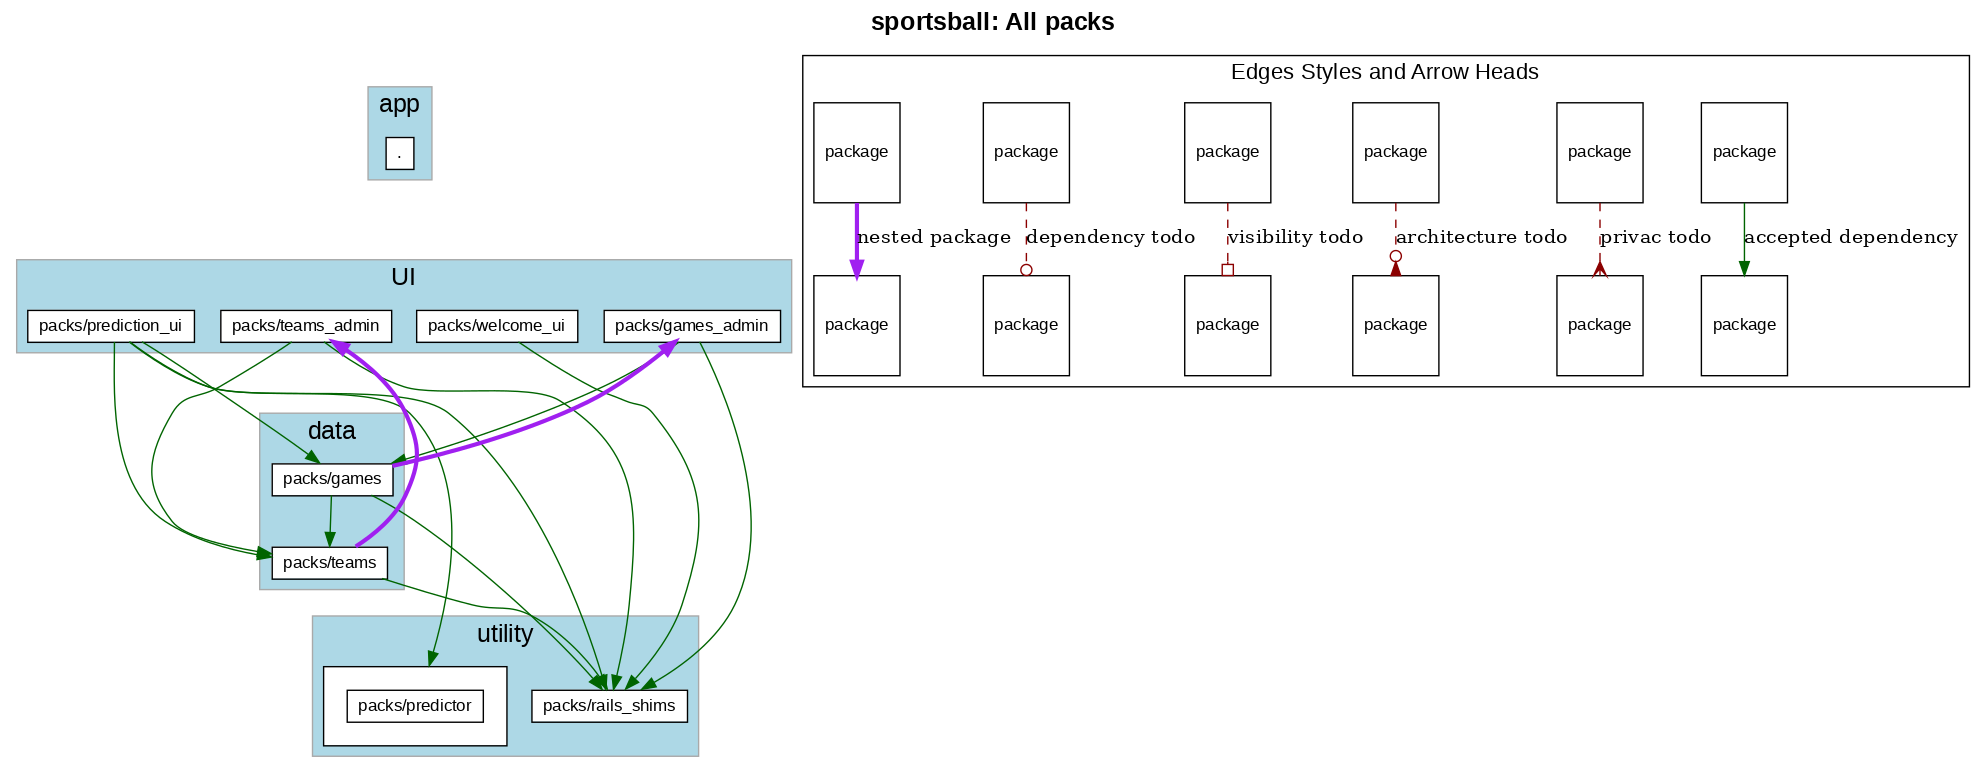 sportsball: All packs
app
.
UI
packs/prediction_ui
packs/teams_admin
packs/welcome_ui
packs/games_admin
data
packs/games
packs/teams
utility
packs/predictor
packs/rails_shims
Edges Styles and Arrow Heads
package
package
package
package
package
package
nested package
dependency todo
visibility todo
architecture todo
privac todo
accepted dependency
package
package
package
package
package
package